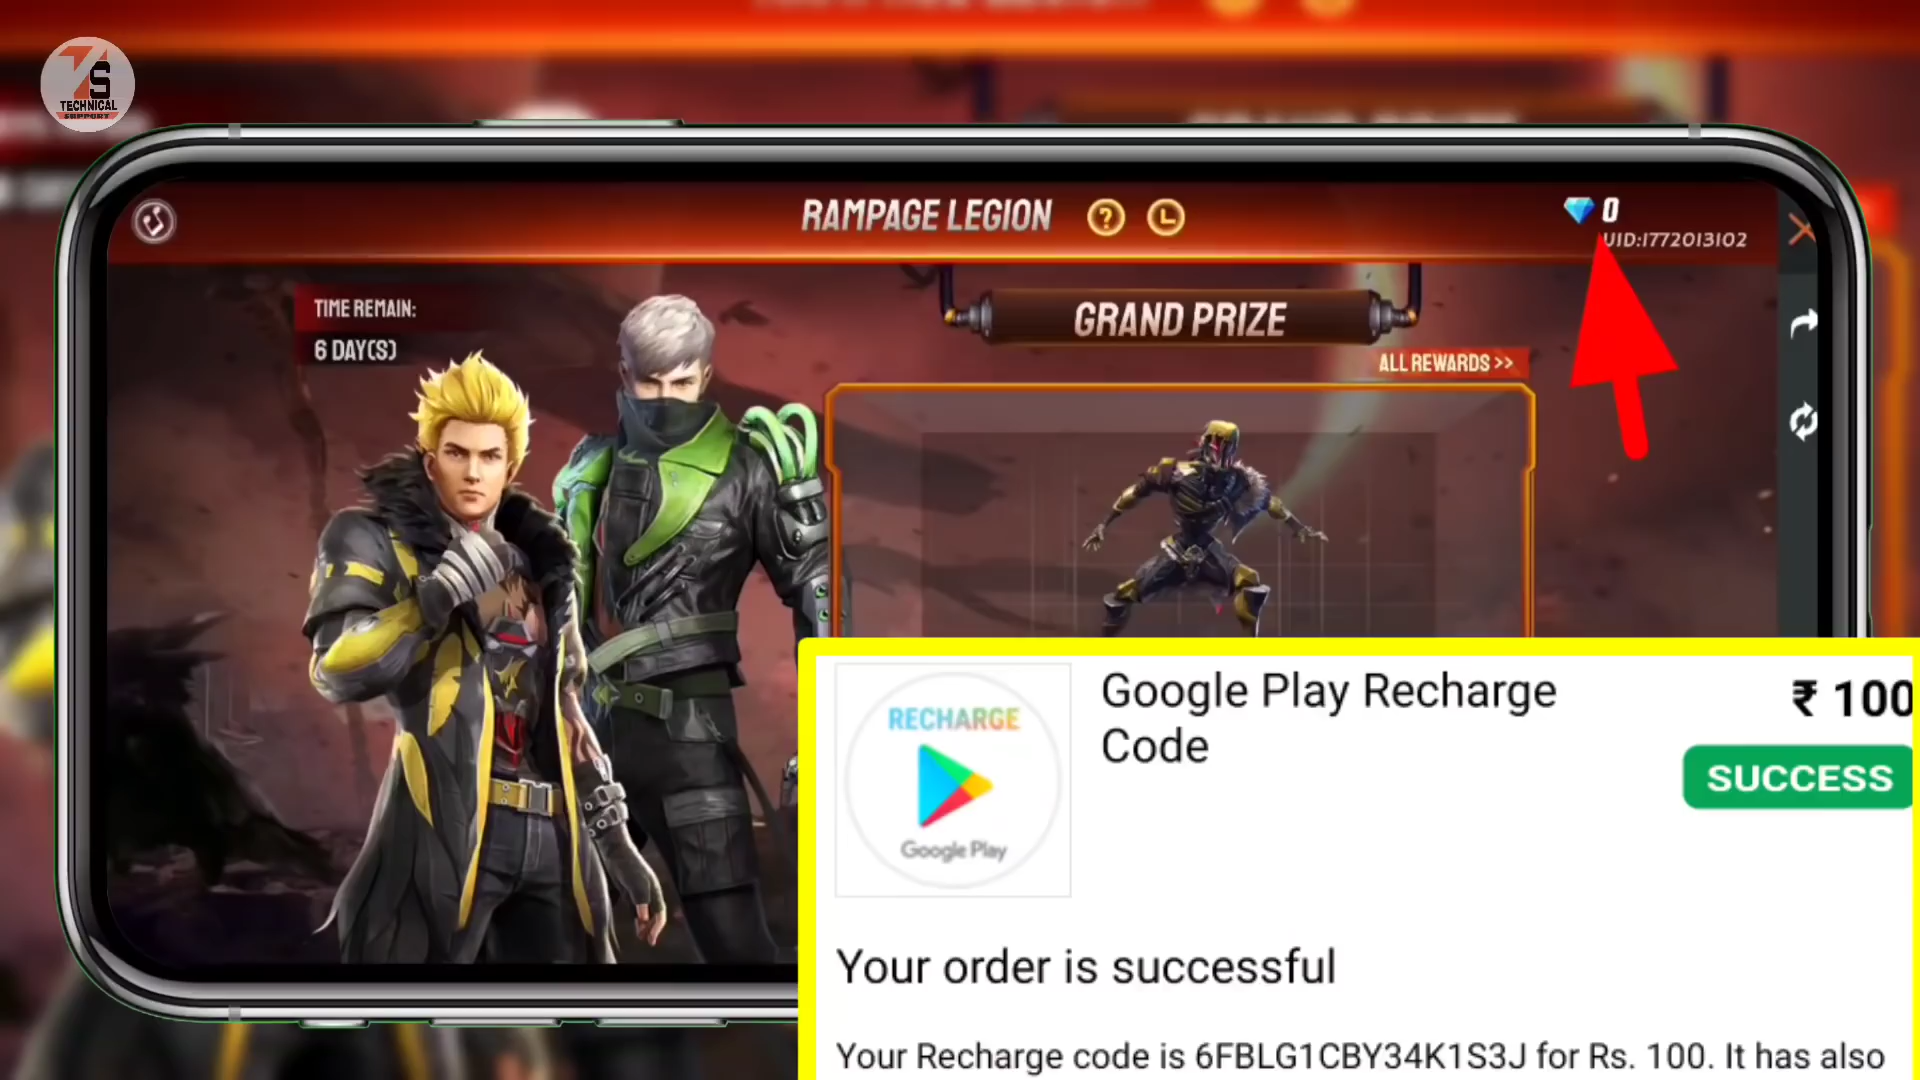 TS
TECHNICAL
SUPPORT
RAMPAGE LEGION ?
0
UID:1772013102
TIME REMAIN:
6 DAY(S)
GRAND PRIZE
ALL REWARDS >>
RECHARGE
Google Play
Google Play Recharge
Code
₹ 100
SUCCESS
Your order is successful
Your Recharge code is 6FBLG1CBY34K1S3J for Rs. 100. It has also